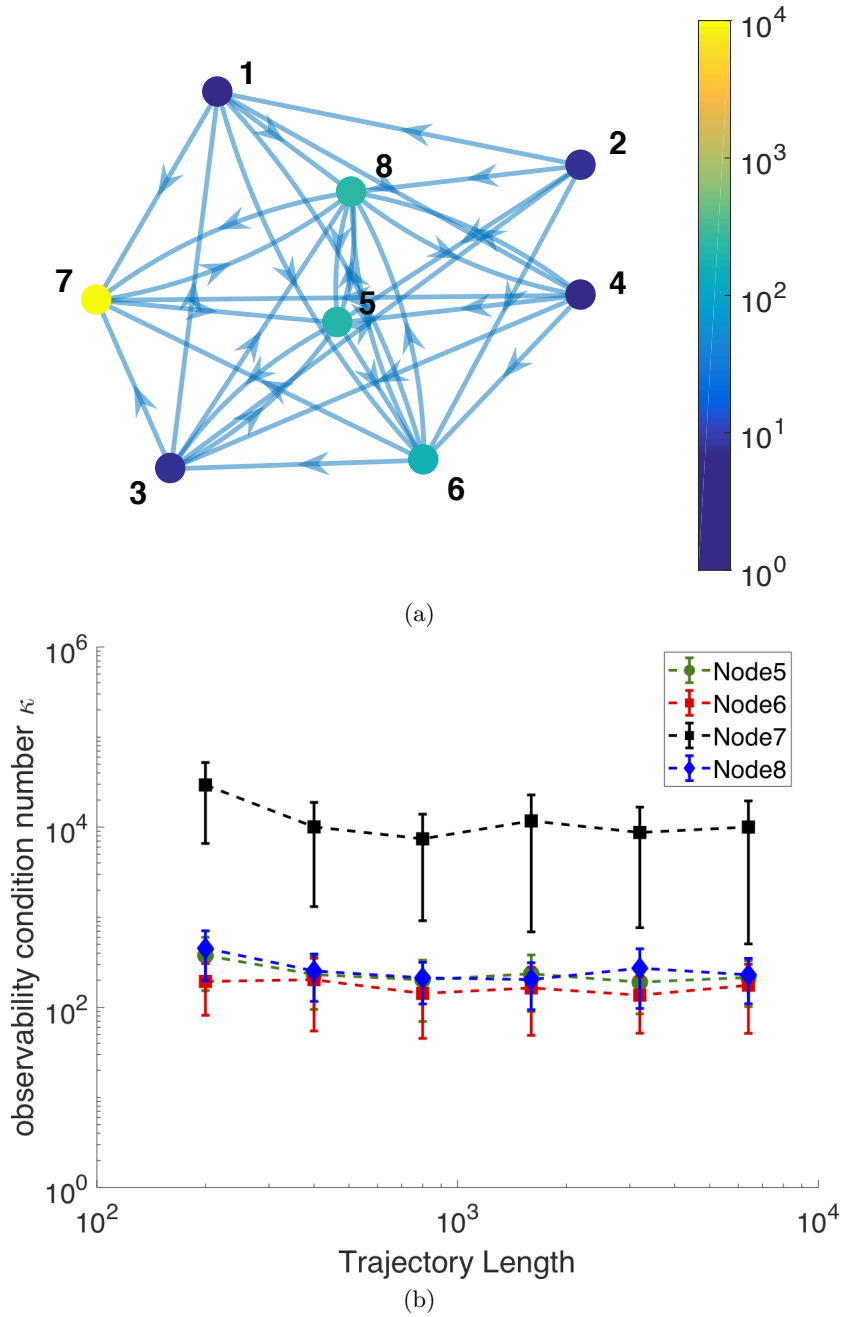 1
2
8
4
7
5
3
6
10^4
10^3
10^2
10^1
10^0
(a)
10^6
10^4
10^2
10^0
observability condition number κ
Node5
Node6
Node7
Node8
10^2
10^3
10^4
Trajectory Length
(b)